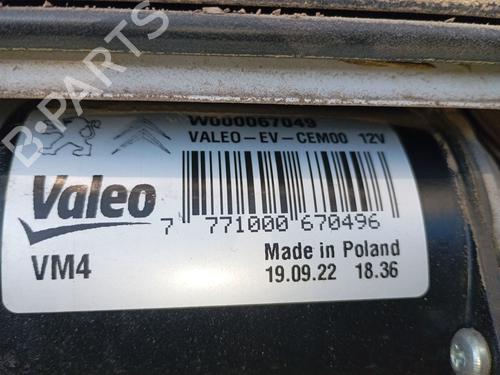 W000067049
VALEO-EV-CEM00 12V
Valeo
7 771000 670496
VM4
Made in Poland
19.09.22 18.36
B-PARTS